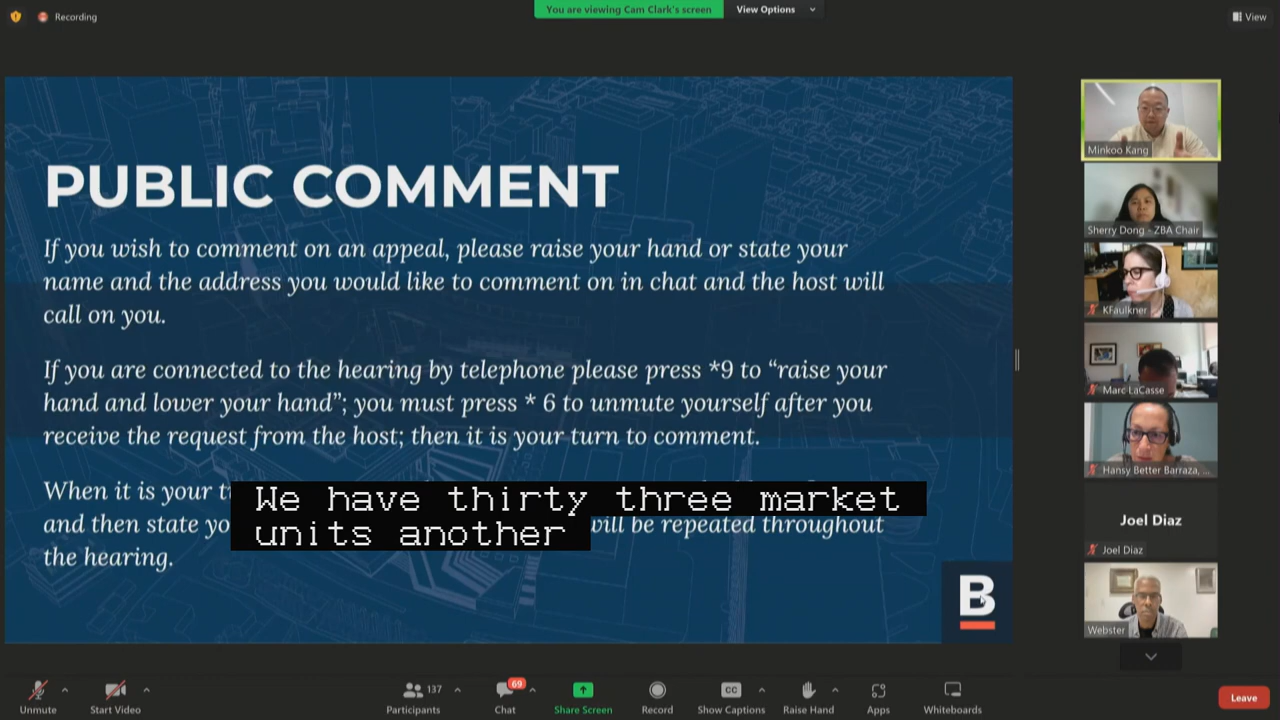 Recording
You are viewing Cam Clark's screen
View Options
View
PUBLIC COMMENT
If you wish to comment on an appeal, please raise your hand or state your
name and the address you would like to comment on in chat and the host will
call on you.
If you are connected to the hearing by telephone please press *9 to “raise your
hand and lower your hand”; you must press * 6 to unmute yourself after you
receive the request from the host; then it is your turn to comment.
When it is your
and then state
will be repeated throughout
the hearing.
We have thirty three market
units another
B
Minkoo Kang
Sherry Dong - ZBA Chair
KFaulkner
Marc LaCasse
Hansy Better Barraza, ...
Joel Diaz
Joel Diaz
Webster
Unmute
Start Video
137
Participants
69
Chat
Share Screen
Record
CC
Show Captions
Raise Hand
Apps
Whiteboards
Leave